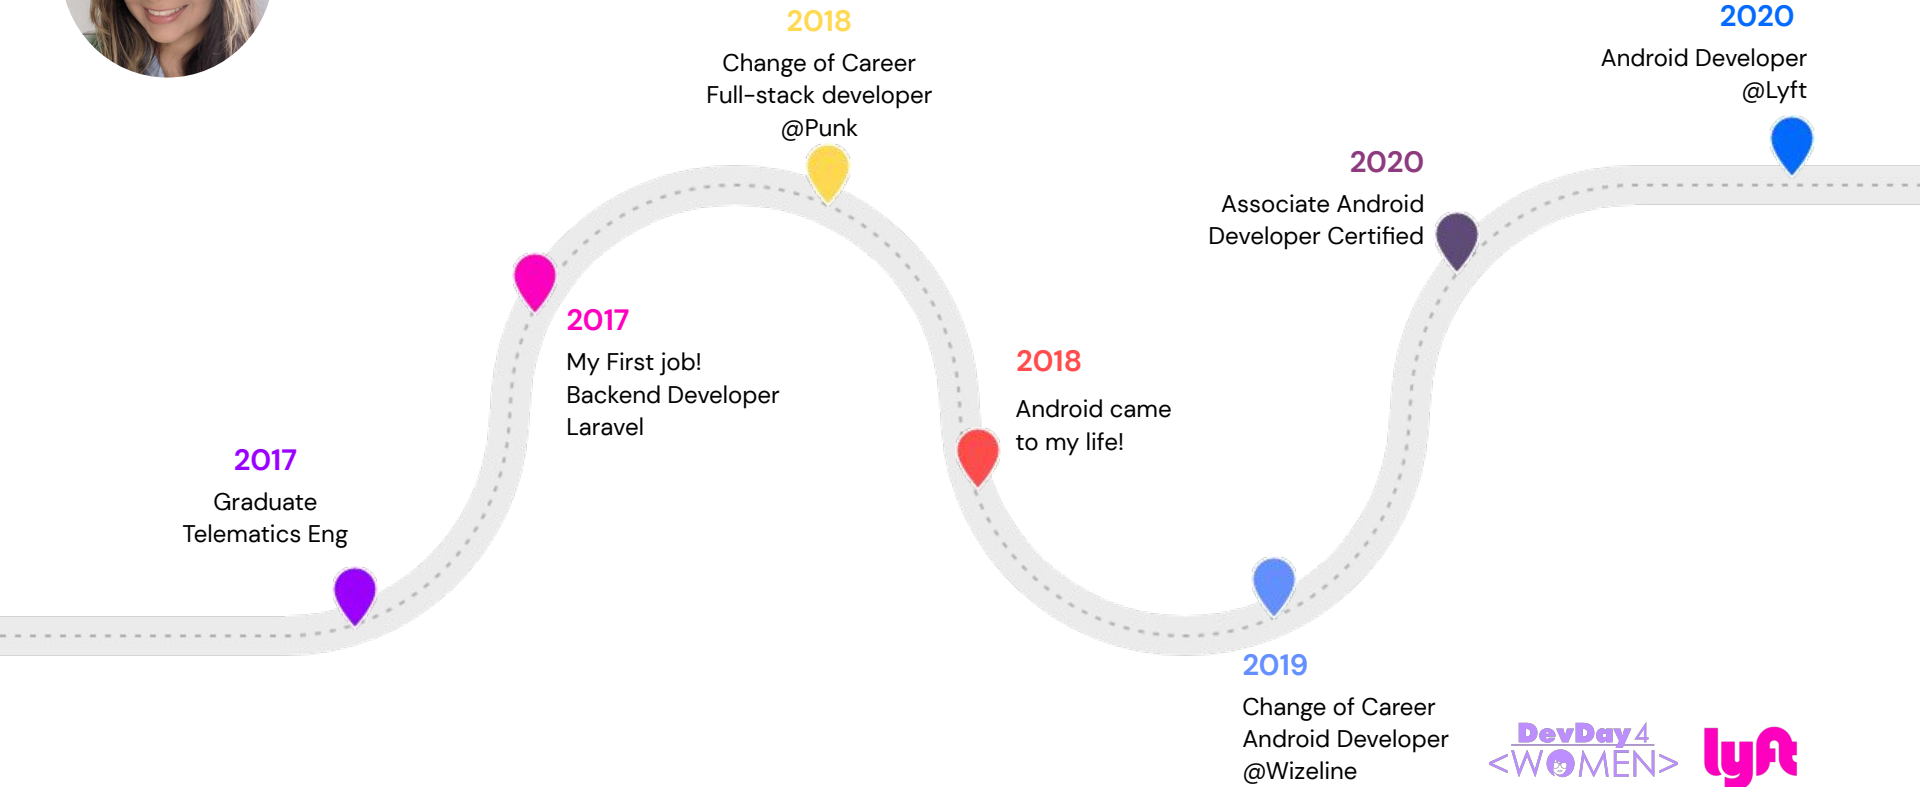 2017
Graduate
Telematics Eng
2017
My First job!
Backend Developer
Laravel
2018
Change of Career
Full-stack developer
@Punk
2018
Android came
to my life!
2019
Change of Career
Android Developer
@Wizeline
2020
Associate Android
Developer Certified
2020
Android Developer
@Lyft
DevDay4
<WOMEN>
lyft